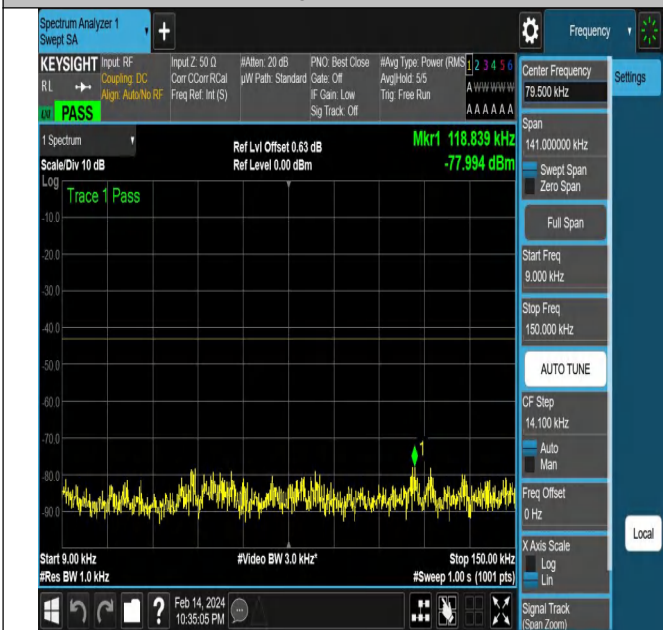 Spectrum Analyzer 1
Swept SA
+
Frequency
KEYSIGHT
RL
LXI
PASS
Input: RF
Coupling: DC
Align: Auto/No RF
Input Z: 50 Ω
Corr CCorr RCal
Freq Ref: Int (S)
#Atten: 20 dB
µW Path: Standard
PNO: Best Close
Gate: Off
IF Gain: Low
Sig Track: Off
#Avg Type: Power (RMS
Avg|Hold: 5/5
Trig: Free Run
1 2 3 4 5 6
A W W W W W
A A A A A A
1 Spectrum
Scale/Div 10 dB
Ref Lvl Offset 0.63 dB
Ref Level 0.00 dBm
Mkr1 118.839 kHz
-77.994 dBm
Log
Trace 1 Pass
-10.0
-20.0
-30.0
-40.0
-50.0
-60.0
-70.0
-80.0
-90.0
1
Start 9.00 kHz
#Res BW 1.0 kHz
#Video BW 3.0 kHz*
Stop 150.00 kHz
#Sweep 1.00 s (1001 pts)
?
Feb 14, 2024
10:35:05 PM
Center Frequency
79.500 kHz
Settings
Span
141.000000 kHz
Swept Span
Zero Span
Full Span
Start Freq
9.000 kHz
Stop Freq
150.000 kHz
AUTO TUNE
CF Step
14.100 kHz
Auto
Man
Freq Offset
0 Hz
Local
X Axis Scale
Log
Lin
Signal Track
(Span Zoom)